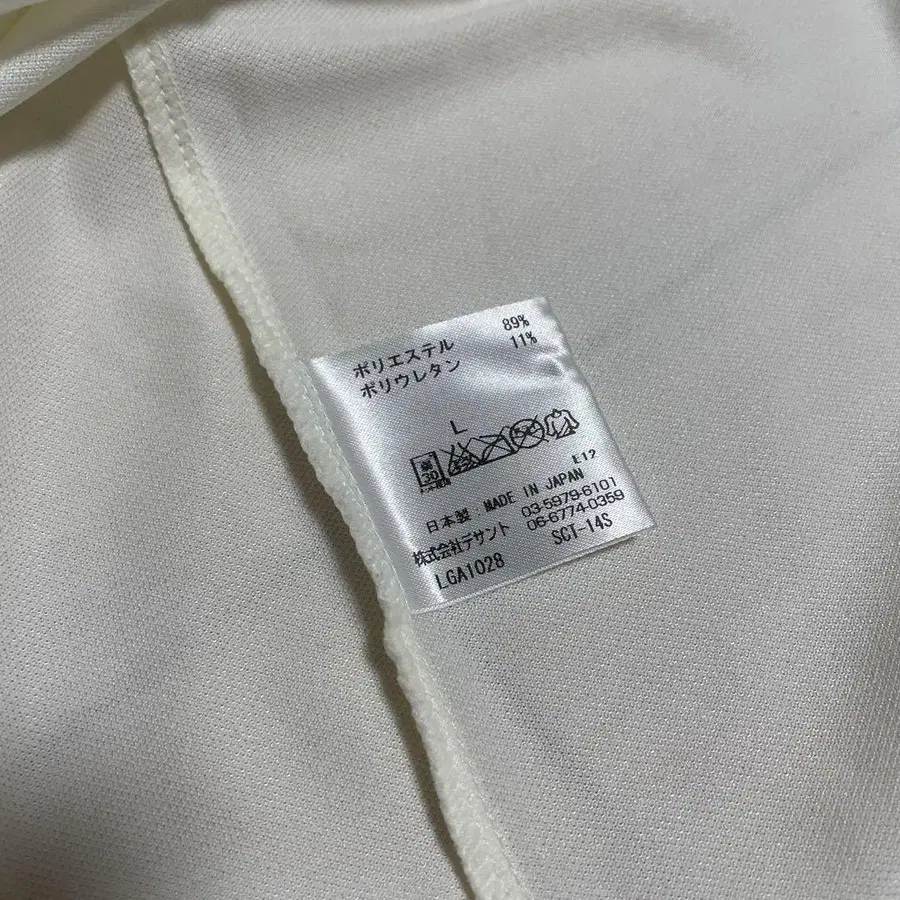 ポリエステル 89%
ポリウレタン 11%
L
30
E12
日本製 MADE IN JAPAN
株式会社デサント 03-5979-6101
06-6774-0359
LGA1028 SCT-14S